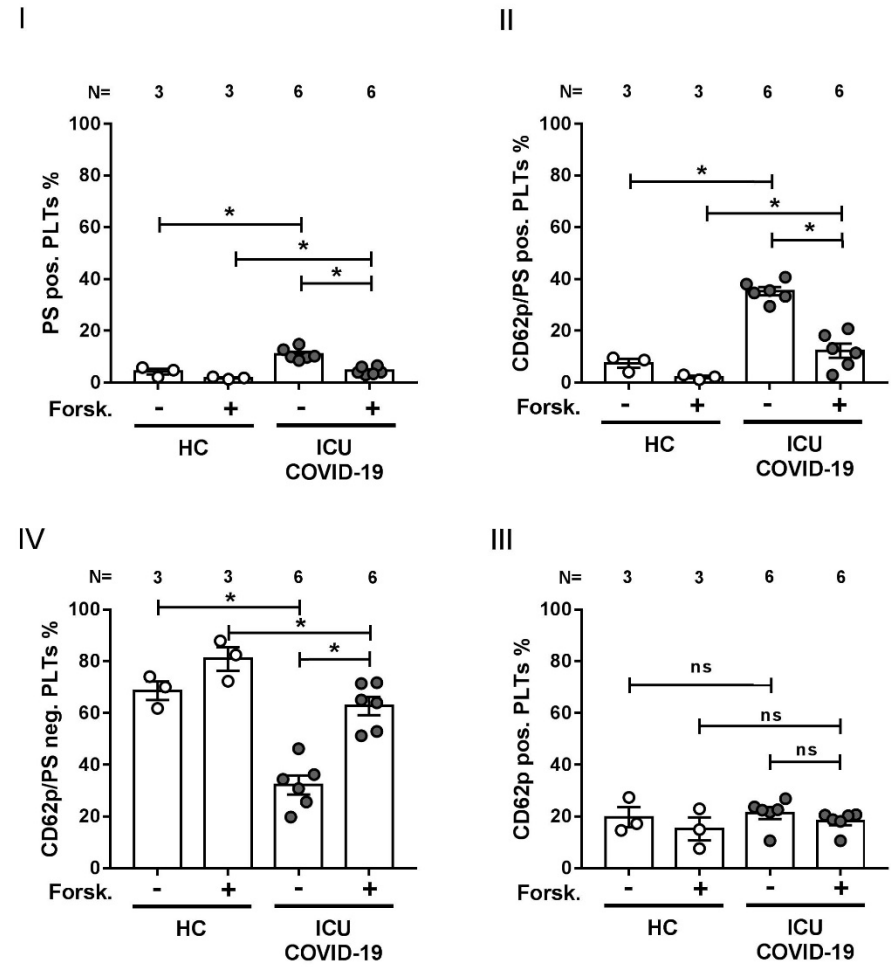 I
N= 3 3 6 6
PS pos. PLTs %
100
80
60
40
20
0
*
*
*
Forsk. - + - +
HC ICU
COVID-19
II
N= 3 3 6 6
CD62p/PS pos. PLTs %
100
80
60
40
20
0
*
*
*
Forsk. - + - +
HC ICU
COVID-19
IV
N= 3 3 6 6
CD62p/PS neg. PLTs %
100
80
60
40
20
0
*
*
*
Forsk. - + - +
HC ICU
COVID-19
III
N= 3 3 6 6
CD62p pos. PLTs %
100
80
60
40
20
0
ns
ns
ns
Forsk. - + - +
HC ICU
COVID-19